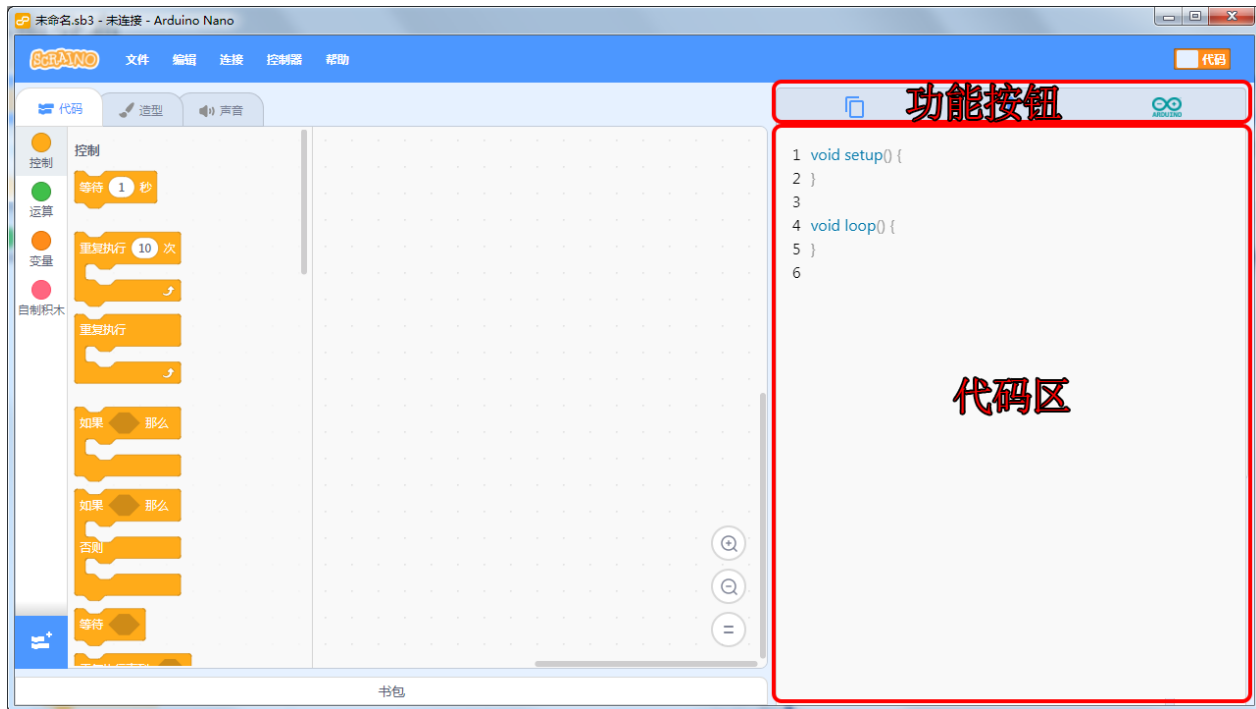 未命名.sb3 - 未连接 - Arduino Nano
SCRAINO 文件 编辑 连接 控制器 帮助 代码
代码 造型 声音
功能按钮
ARDUINO
控制
运算
变量
自制积木
控制
等待 1 秒
重复执行 10 次
重复执行
如果 那么
如果 那么
否则
等待
1 void setup() {
2 }
3
4 void loop() {
5 }
6
代码区
书包